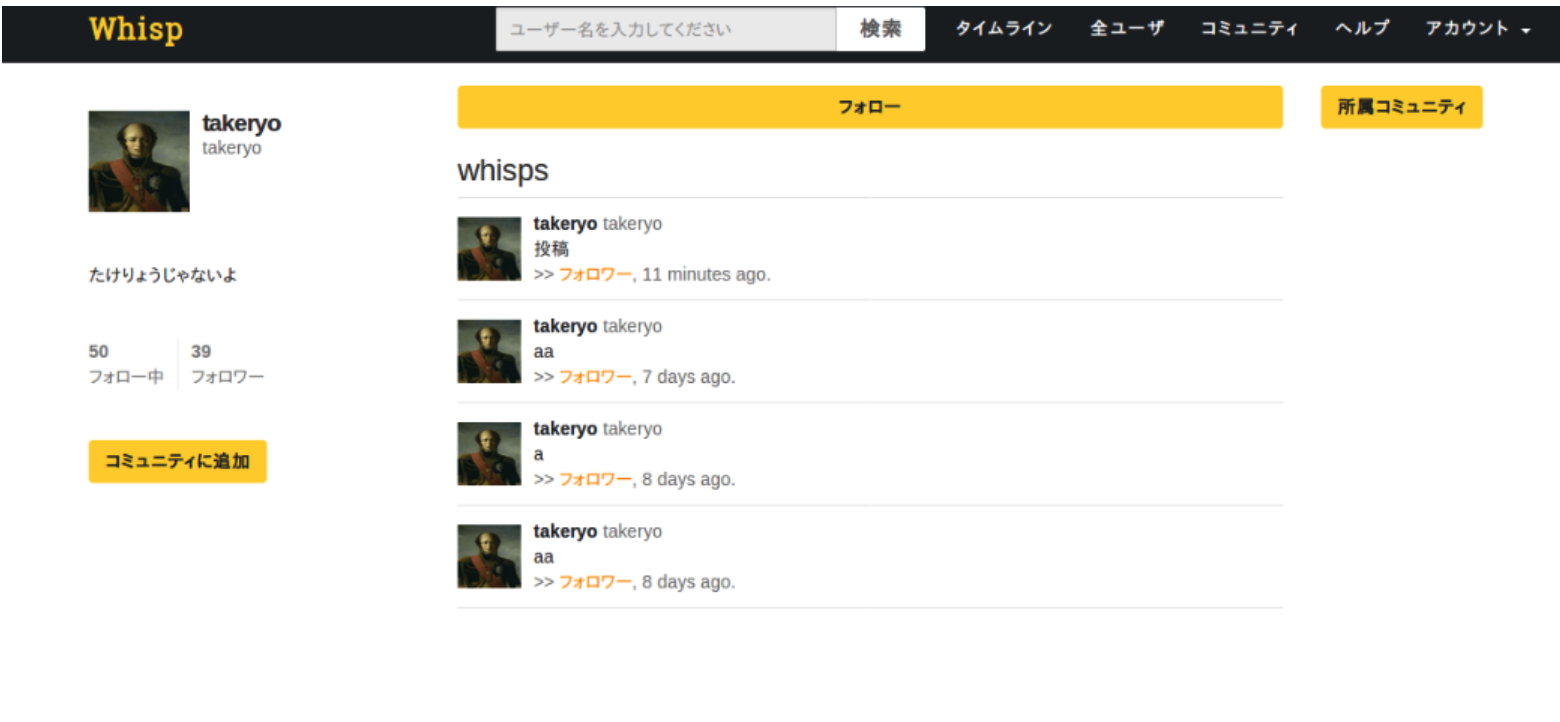 Whisp
ユーザー名を入力してください 検索 タイムライン 全ユーザ コミュニティ ヘルプ アカウント
takeryo
takeryo
たけりょうじゃないよ
50 39
フォロー中 フォロワー
コミュニティに追加
フォロー
whisps
takeryo takeryo
投稿
>> フォロワー, 11 minutes ago.
takeryo takeryo
aa
>> フォロワー, 7 days ago.
takeryo takeryo
a
>> フォロワー, 8 days ago.
takeryo takeryo
aa
>> フォロワー, 8 days ago.
所属コミュニティ